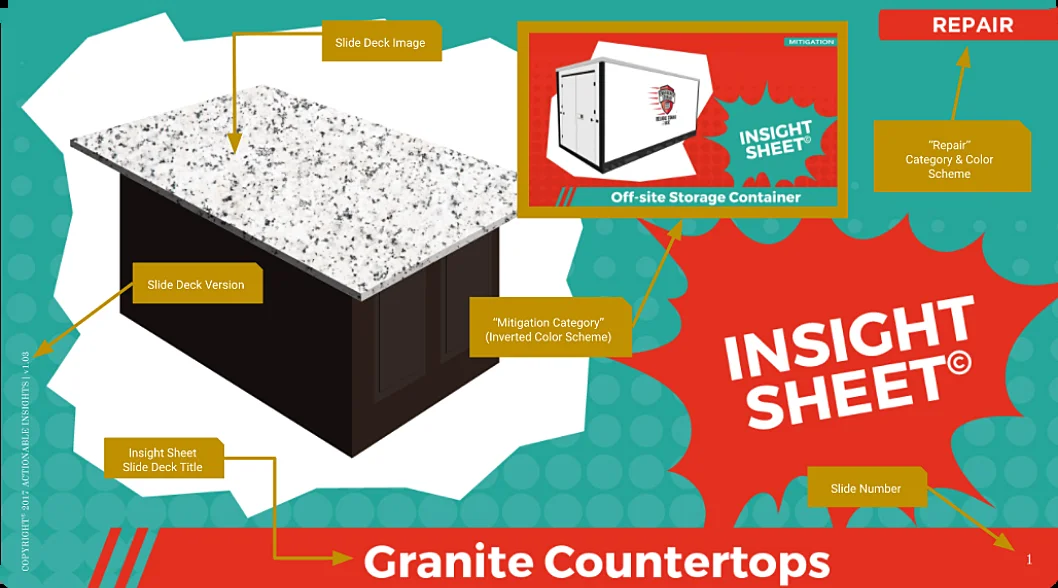 Slide Deck Image
MITIGATION
INSIGHT
SHEET©
Off-site Storage Container
REPAIR
“Repair”
Category & Color
Scheme
Slide Deck Version
“Mitigation Category”
(Inverted Color Scheme)
INSIGHT
SHEET©
Insight Sheet
Slide Deck Title
Slide Number
COPYRIGHT© 2017 ACTIONABLE INSIGHTS | v1.03
Granite Countertops
1